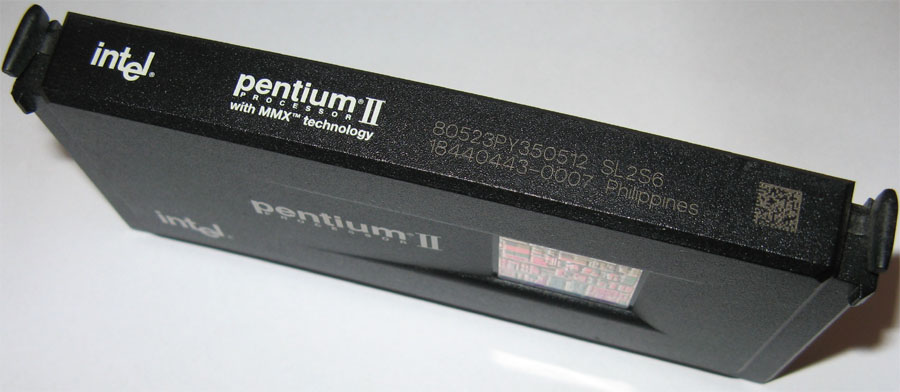 intel®
pentium® II
PROCESSOR
with MMX™ technology
80523PY350512 SL2S6
18440443-0007 Philippines
intel®
pentium® II
PROCESSOR